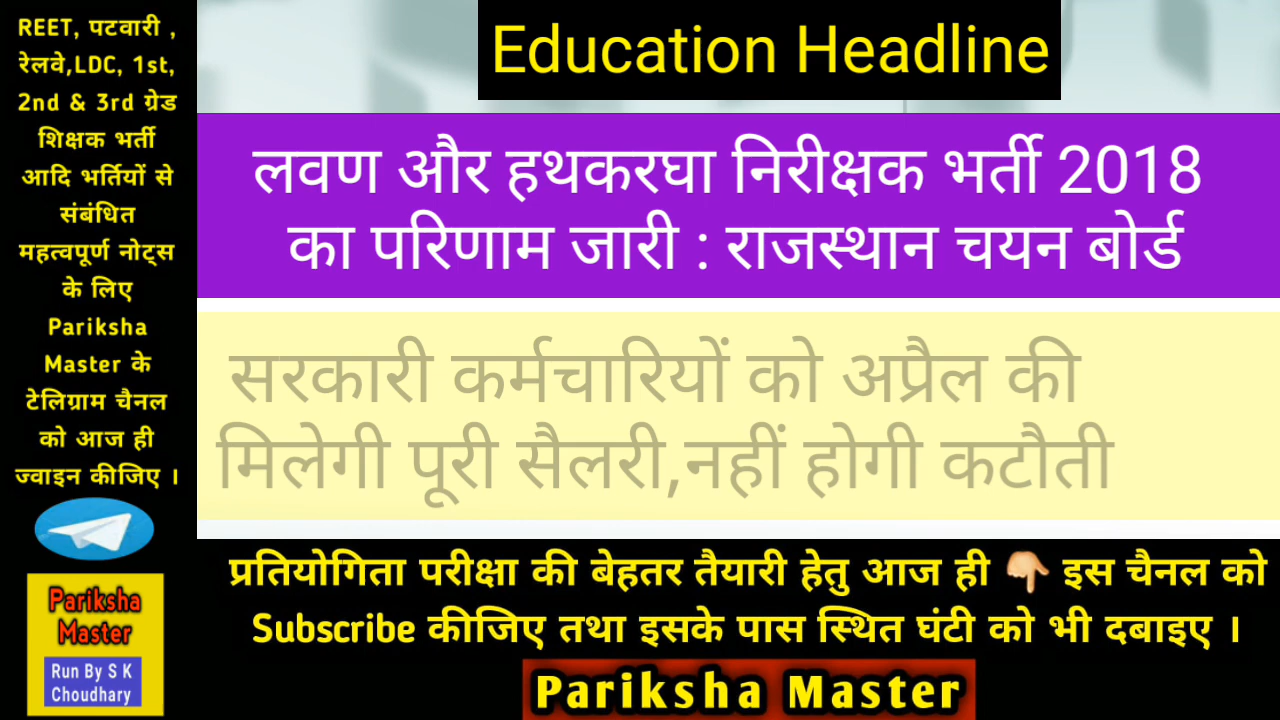 REET, पटवारी ,
रेलवे,LDC, 1st,
2nd & 3rd ग्रेड
शिक्षक भर्ती
आदि भर्तियों से
संबंधित
महत्वपूर्ण नोट्स
के लिए
Pariksha
Master के
टेलिग्राम चैनल
को आज ही
ज्वाइन कीजिए ।
Pariksha
Master
Run By S K
Choudhary
Education Headline
लवण और हथकरघा निरीक्षक भर्ती 2018
का परिणाम जारी : राजस्थान चयन बोर्ड
सरकारी कर्मचारियों को अप्रैल की
मिलेगी पूरी सैलरी,नहीं होगी कटौती
प्रतियोगिता परीक्षा की बेहतर तैयारी हेतु आज ही 👇🏼 इस चैनल को
Subscribe कीजिए तथा इसके पास स्थित घंटी को भी दबाइए ।
Pariksha Master